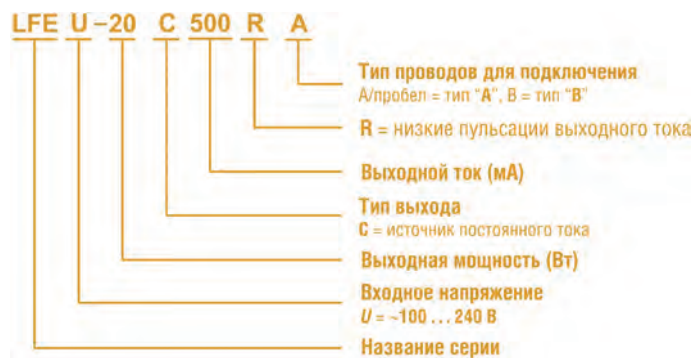 LFE U -20 C 500 R A
Тип проводов для подключения
А/пробел = тип “А”, В = тип “В”
R = низкие пульсации выходного тока
Выходной ток (мА)
Тип выхода
С = источник постоянного тока
Выходная мощность (Вт)
Входное напряжение
U = ~100 ... 240 В
Название серии